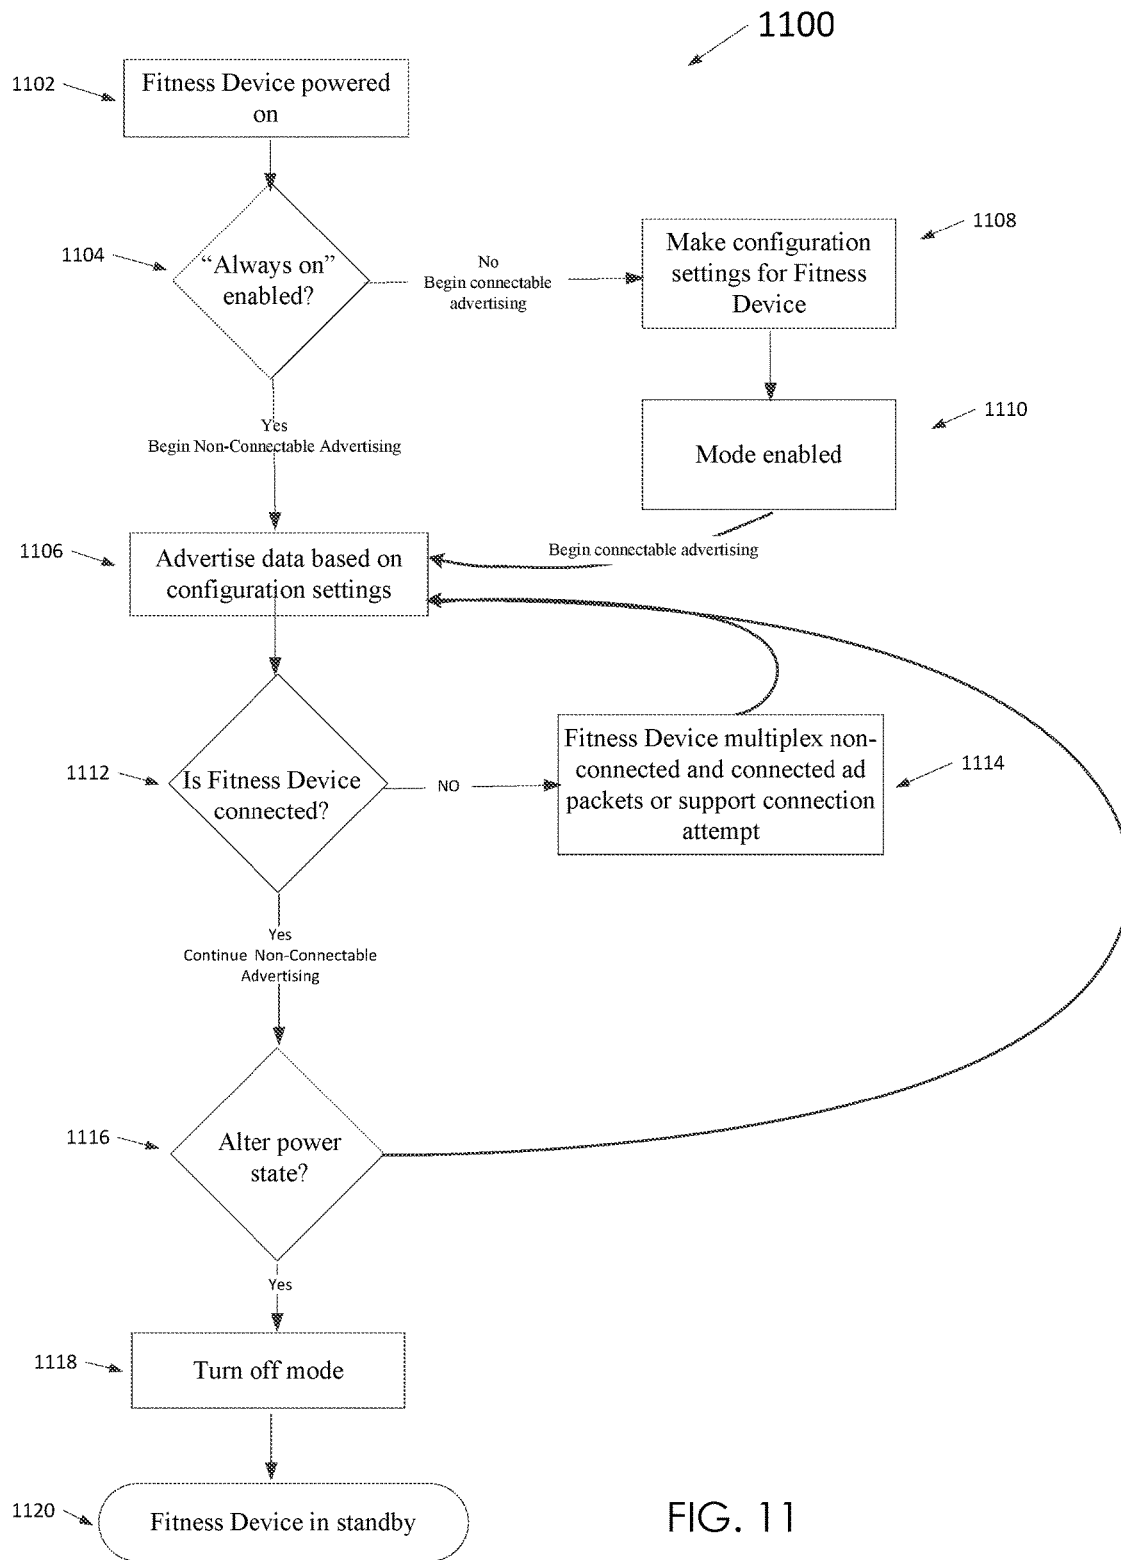 1100
1102
Fitness Device powered
on
1104
“Always on”
enabled?
No
Begin connectable
advertising
1108
Make configuration
settings for Fitness
Device
1110
Mode enabled
Yes
Begin Non-Connectable Advertising
Begin connectable advertising
1106
Advertise data based on
configuration settings
1112
Is Fitness Device
connected?
NO
Fitness Device multiplex non-
connected and connected ad
packets or support connection
attempt
1114
Yes
Continue Non-Connectable
Advertising
1116
Alter power
state?
Yes
1118
Turn off mode
1120
Fitness Device in standby
FIG. 11